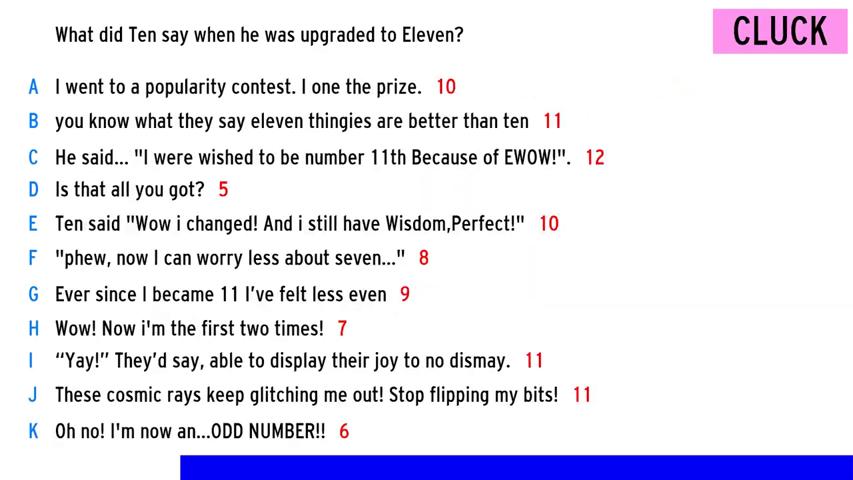 What did Ten say when he was upgraded to Eleven?
CLUCK
A I went to a popularity contest. I one the prize. 10
B you know what they say eleven thingies are better than ten 11
C He said... "I were wished to be number 11th Because of EWOW!". 12
D Is that all you got? 5
E Ten said "Wow i changed! And i still have Wisdom,Perfect!" 10
F "phew, now I can worry less about seven..." 8
G Ever since I became 11 I've felt less even 9
H Wow! Now i'm the first two times! 7
I “Yay!” They’d say, able to display their joy to no dismay. 11
J These cosmic rays keep glitching me out! Stop flipping my bits! 11
K Oh no! I'm now an...ODD NUMBER!! 6